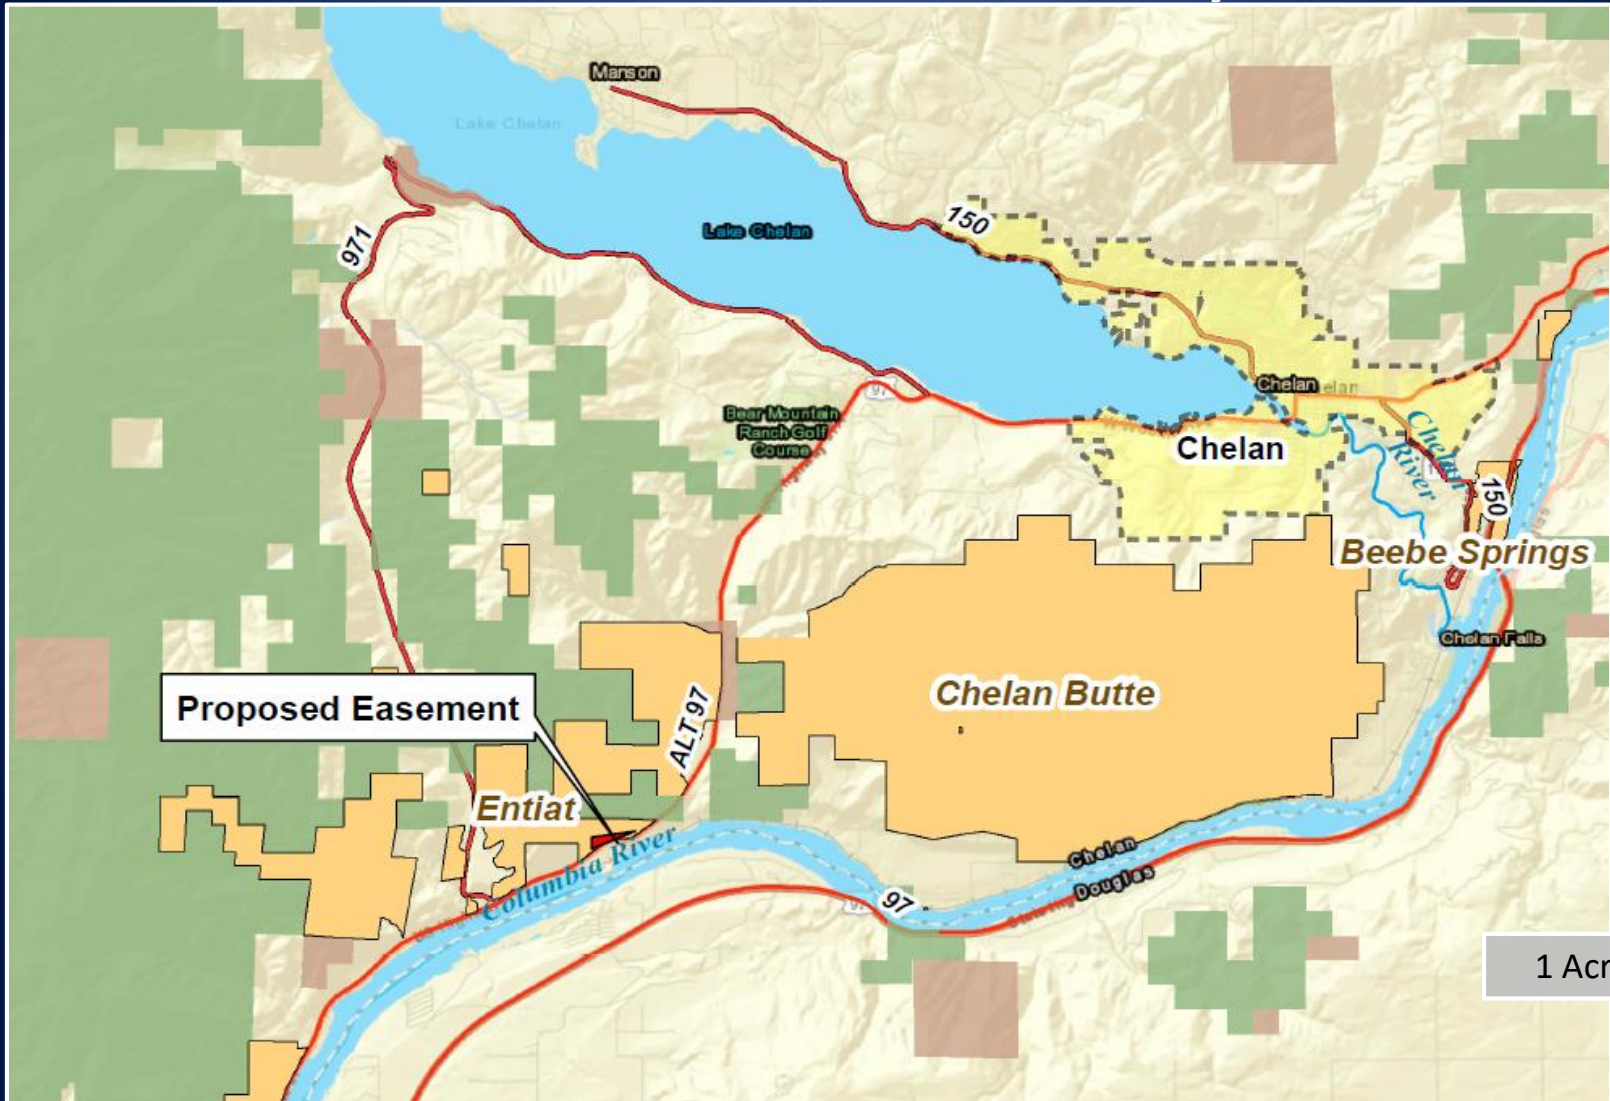 Manson
Lake Chelan
971
Lake Chelan
150
97
Chelan
elan
Bear Mountain
Ranch Golf
Course
Chelan
Chelan
River
150
Beebe Springs
Chelan Falls
Proposed Easement
Chelan Butte
ALT 97
Entiat
Columbia River
Chelan
Douglas
97
1 Acr